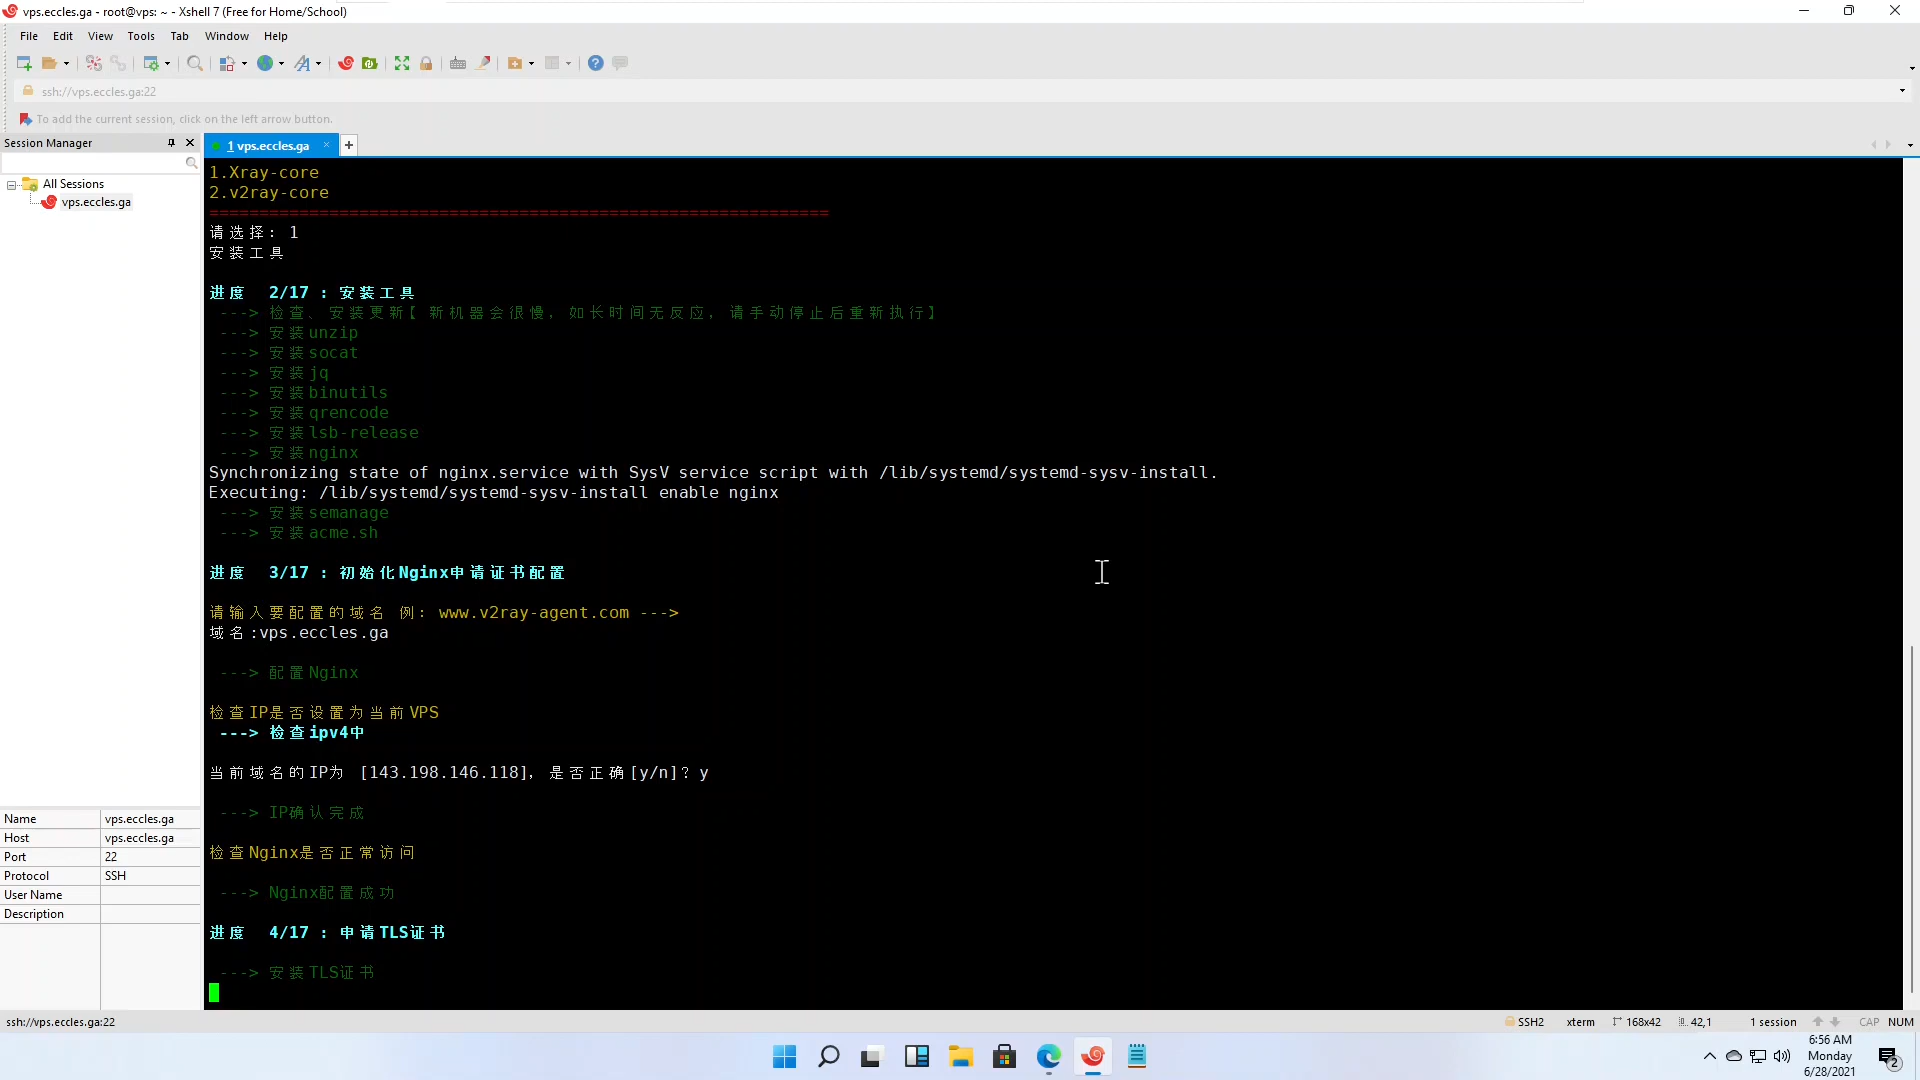 vps.eccles.ga - root@vps: ~ - Xshell 7 (Free for Home/School)
File Edit View Tools Tab Window Help
ssh://vps.eccles.ga:22
To add the current session, click on the left arrow button.
Session Manager
1 vps.eccles.ga
All Sessions
vps.eccles.ga
1.Xray-core
2.v2ray-core
==============================================================
请选择: 1
安装工具
进度 2/17 : 安装工具
---> 检查、安装更新【新机器会很慢，如长时间无反应，请手动停止后重新执行】
---> 安装unzip
---> 安装socat
---> 安装jq
---> 安装binutils
---> 安装qrencode
---> 安装lsb-release
---> 安装nginx
Synchronizing state of nginx.service with SysV service script with /lib/systemd/systemd-sysv-install.
Executing: /lib/systemd/systemd-sysv-install enable nginx
---> 安装semanage
---> 安装acme.sh
进度 3/17 : 初始化Nginx申请证书配置
请输入要配置的域名 例: www.v2ray-agent.com --->
域名:vps.eccles.ga
---> 配置Nginx
检查IP是否设置为当前VPS
---> 检查ipv4中
当前域名的IP为 [143.198.146.118]，是否正确[y/n]？y
---> IP确认完成
检查Nginx是否正常访问
---> Nginx配置成功
进度 4/17 : 申请TLS证书
---> 安装TLS证书
Name vps.eccles.ga
Host vps.eccles.ga
Port 22
Protocol SSH
User Name
Description
ssh://vps.eccles.ga:22 SSH2 xterm 168x42 42,1 1 session CAP NUM
6:56 AM
Monday
6/28/2021
2